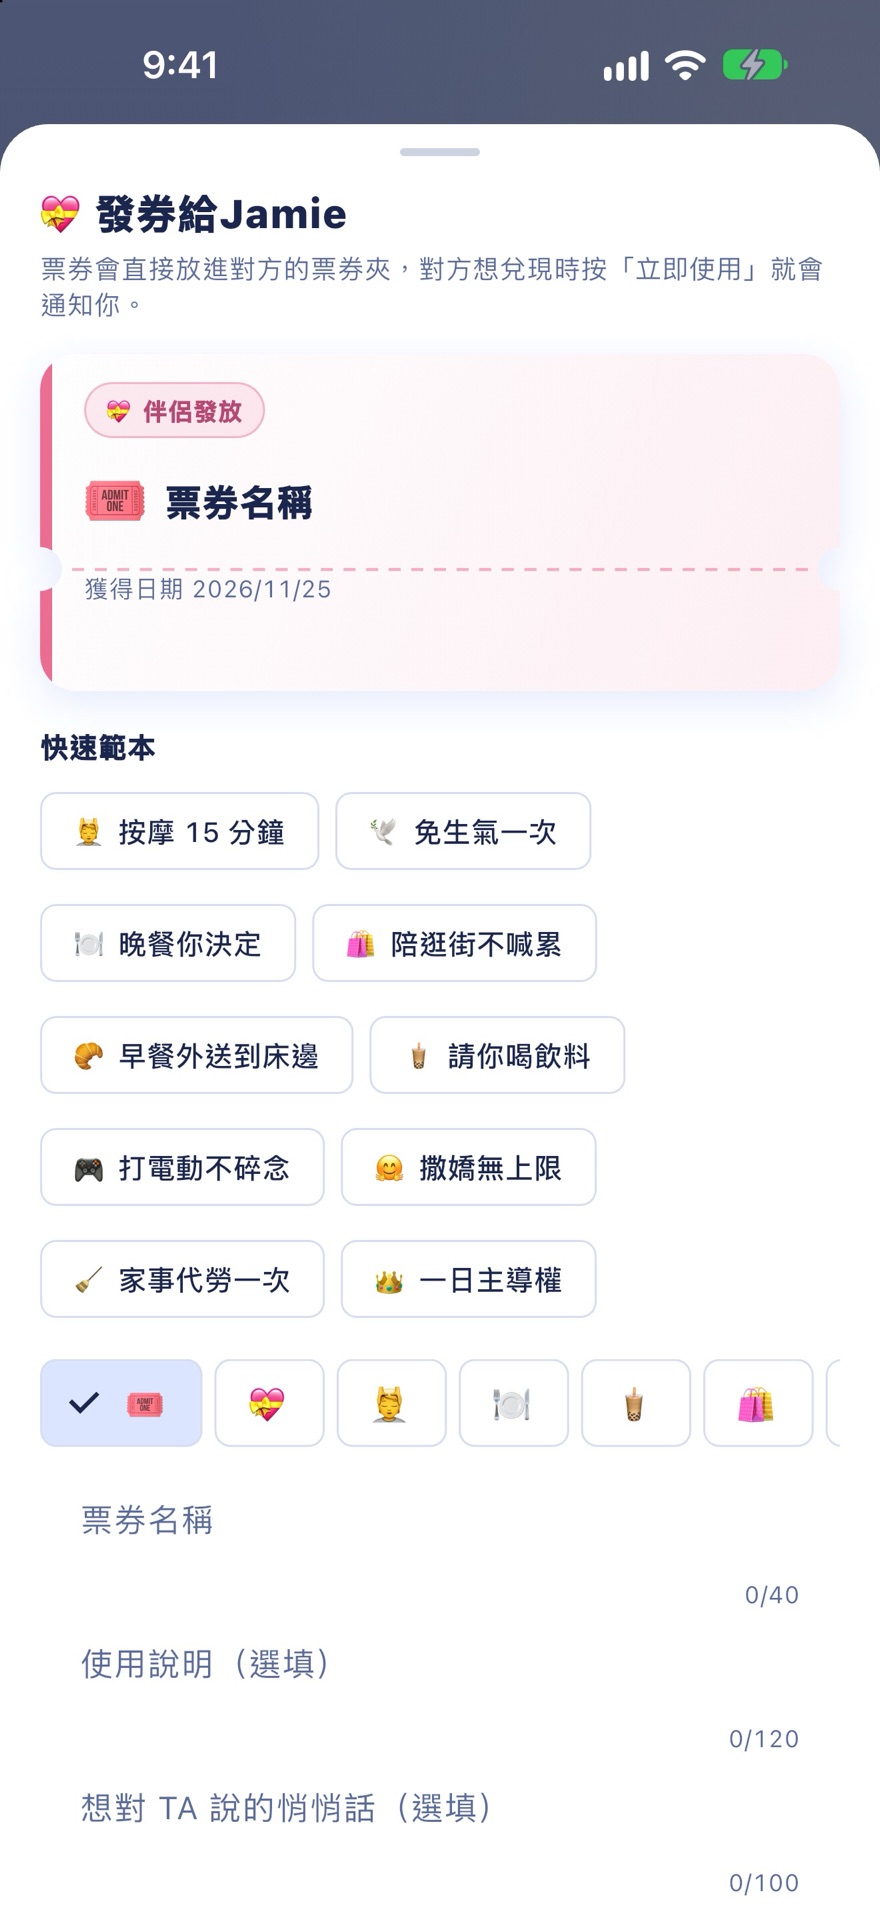 9:41
發券給Jamie
票券會直接放進對方的票券夾，對方想兌現時按「立即使用」就會
通知你。
伴侶發放
ADMIT
ONE
票券名稱
獲得日期 2026/11/25
快速範本
按摩 15 分鐘
免生氣一次
晚餐你決定
陪逛街不喊累
早餐外送到床邊
請你喝飲料
打電動不碎念
撒嬌無上限
家事代勞一次
一日主導權
ADMIT
ONE
票券名稱
0/40
使用說明（選填）
0/120
想對 TA 說的悄悄話（選填）
0/100